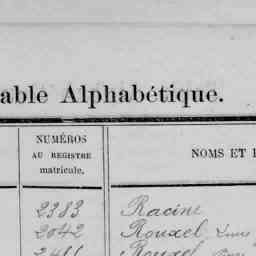 able Alphabétique.
NUMÉROS
AU REGISTRE
matricule.
NOMS ET
2383 Racine
2042 Rouxel
Rouxel